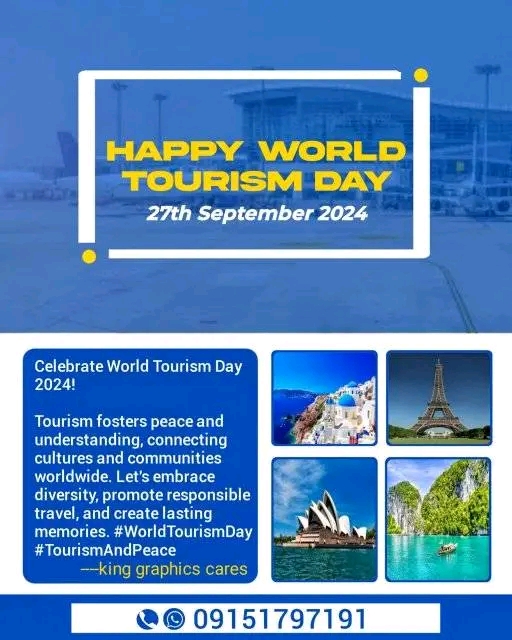 HAPPY WORLD
TOURISM DAY
27th September 2024
Celebrate World Tourism Day
2024!
Tourism fosters peace and
understanding, connecting
cultures and communities
worldwide. Let's embrace
diversity, promote responsible
travel, and create lasting
memories. #WorldTourismDay
#TourismAndPeace
----king graphics cares
09151797191